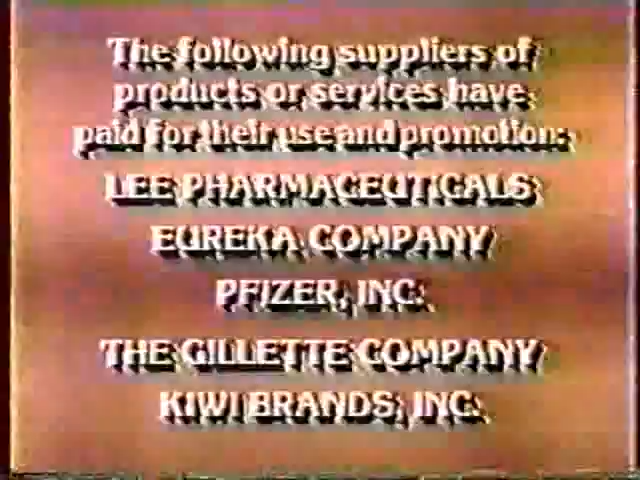 The following suppliers of
products or services have
paid for their use and promotion:
LEE PHARMACEUTICALS
EUREKA COMPANY
PFIZER, INC.
THE GILLETTE COMPANY
KIWI BRANDS, INC.